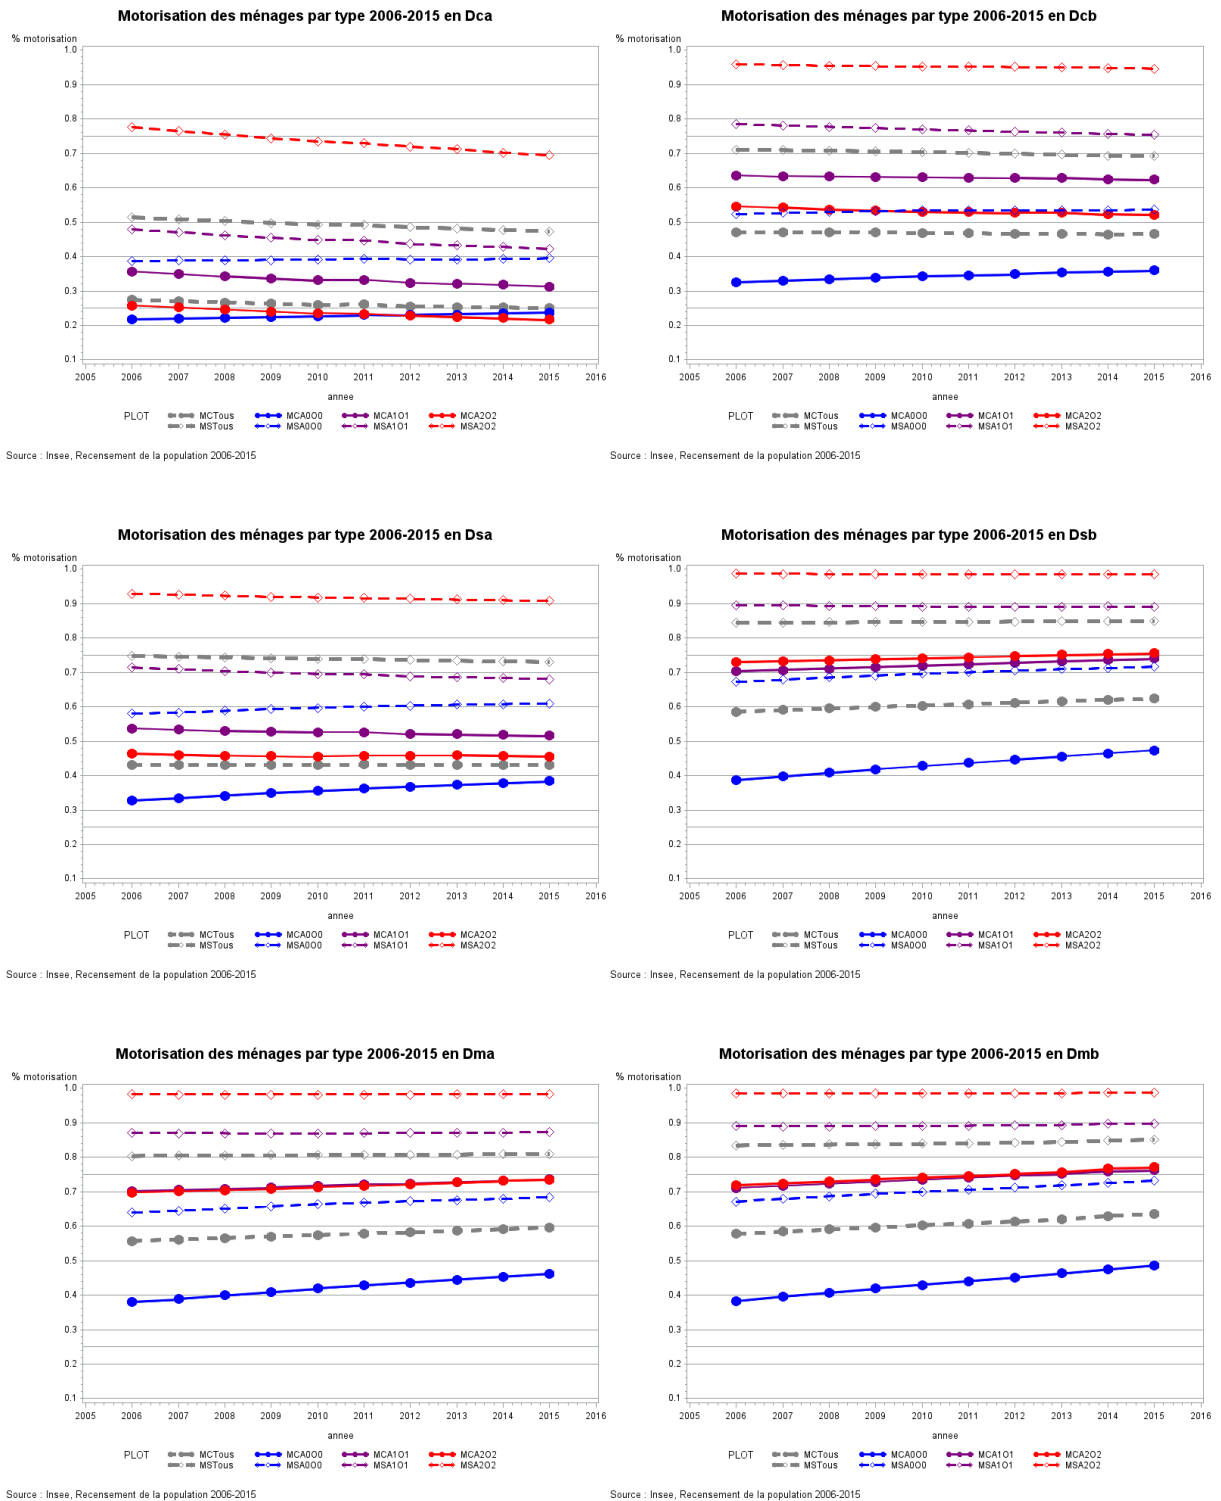 Motorisation des ménages par type 2006-2015 en Dca
% motorisation
1.0
0.9
0.8
0.7
0.6
0.5
0.4
0.3
0.2
0.1
2005 2006 2007 2008 2009 2010 2011 2012 2013 2014 2015 2016
annee
PLOT MCTous MCA0O0 MCA1O1 MCA2O2
MSTous MSA0O0 MSA1O1 MSA2O2
Source : Insee, Recensement de la population 2006-2015
Motorisation des ménages par type 2006-2015 en Dcb
% motorisation
1.0
0.9
0.8
0.7
0.6
0.5
0.4
0.3
0.2
0.1
2005 2006 2007 2008 2009 2010 2011 2012 2013 2014 2015 2016
annee
PLOT MCTous MCA0O0 MCA1O1 MCA2O2
MSTous MSA0O0 MSA1O1 MSA2O2
Source : Insee, Recensement de la population 2006-2015
Motorisation des ménages par type 2006-2015 en Dsa
% motorisation
1.0
0.9
0.8
0.7
0.6
0.5
0.4
0.3
0.2
0.1
2005 2006 2007 2008 2009 2010 2011 2012 2013 2014 2015 2016
annee
PLOT MCTous MCA0O0 MCA1O1 MCA2O2
MSTous MSA0O0 MSA1O1 MSA2O2
Source : Insee, Recensement de la population 2006-2015
Motorisation des ménages par type 2006-2015 en Dsb
% motorisation
1.0
0.9
0.8
0.7
0.6
0.5
0.4
0.3
0.2
0.1
2005 2006 2007 2008 2009 2010 2011 2012 2013 2014 2015 2016
annee
PLOT MCTous MCA0O0 MCA1O1 MCA2O2
MSTous MSA0O0 MSA1O1 MSA2O2
Source : Insee, Recensement de la population 2006-2015
Motorisation des ménages par type 2006-2015 en Dma
% motorisation
1.0
0.9
0.8
0.7
0.6
0.5
0.4
0.3
0.2
0.1
2005 2006 2007 2008 2009 2010 2011 2012 2013 2014 2015 2016
annee
PLOT MCTous MCA0O0 MCA1O1 MCA2O2
MSTous MSA0O0 MSA1O1 MSA2O2
Source : Insee, Recensement de la population 2006-2015
Motorisation des ménages par type 2006-2015 en Dmb
% motorisation
1.0
0.9
0.8
0.7
0.6
0.5
0.4
0.3
0.2
0.1
2005 2006 2007 2008 2009 2010 2011 2012 2013 2014 2015 2016
annee
PLOT MCTous MCA0O0 MCA1O1 MCA2O2
MSTous MSA0O0 MSA1O1 MSA2O2
Source : Insee, Recensement de la population 2006-2015